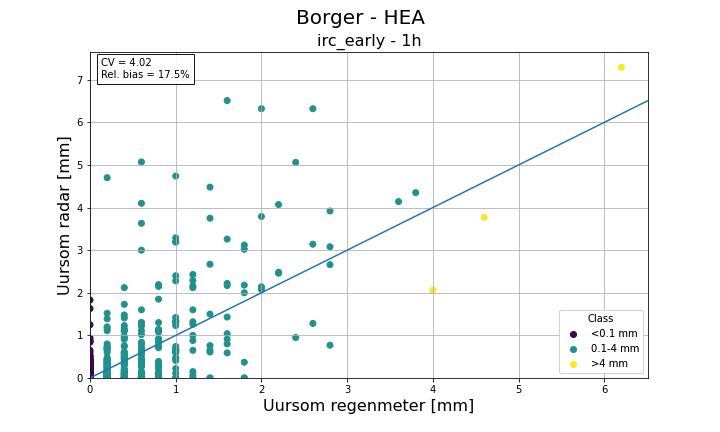 Borger - HEA
irc_early - 1h
CV = 4.02
Rel. bias = 17.5%
Uursom radar [mm]
7
6
5
4
3
2
1
0
0 1 2 3 4 5 6
Uursom regenmeter [mm]
Class
<0.1 mm
0.1-4 mm
>4 mm